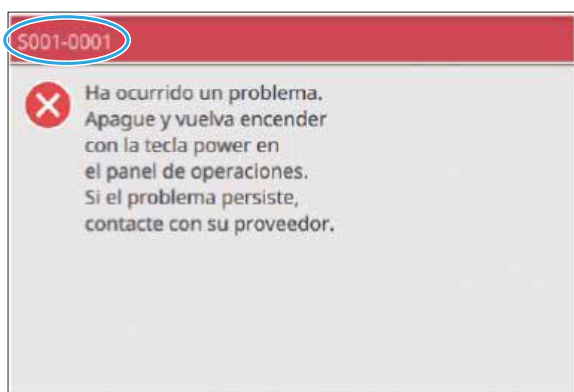 S001-0001
Ha ocurrido un problema.
Apague y vuelva encender
con la tecla power en
el panel de operaciones.
Si el problema persiste,
contacte con su proveedor.